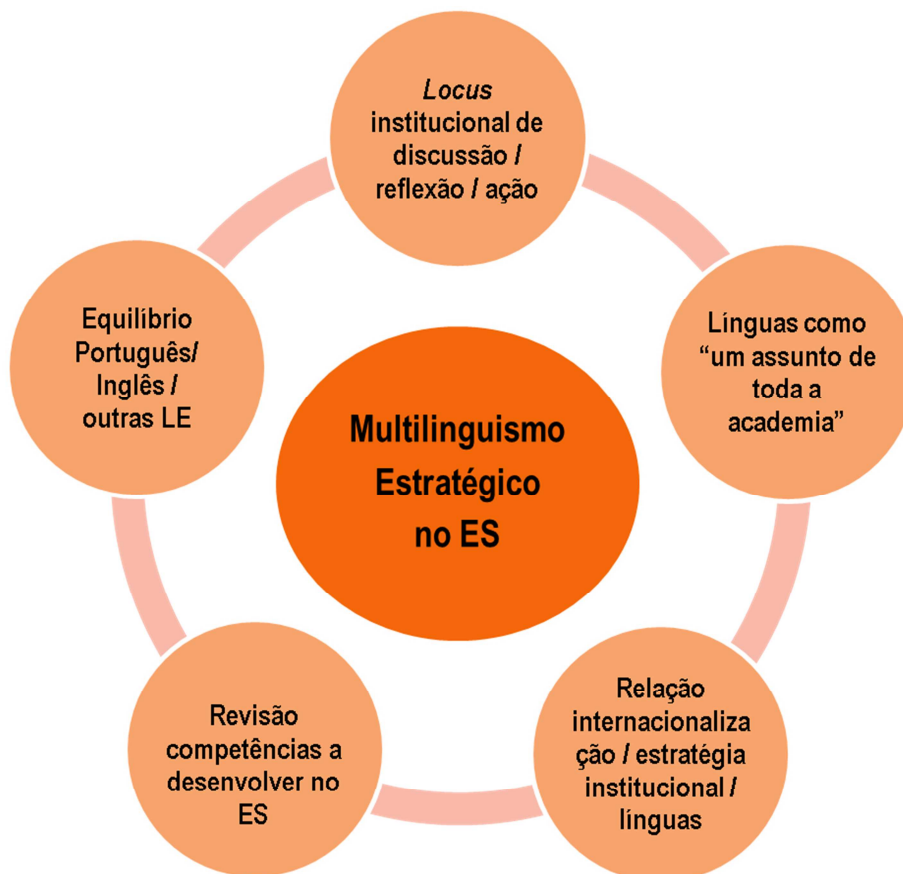 Locus
institucional de
discussão /
reflexão / ação
Línguas como
“um assunto de
toda a
academia”
Relação
internacionaliza
ção / estratégia
institucional /
línguas
Revisão
competências a
desenvolver no
ES
Equilíbrio
Português/
Inglês /
outras LE
Multilinguismo
Estratégico
no ES